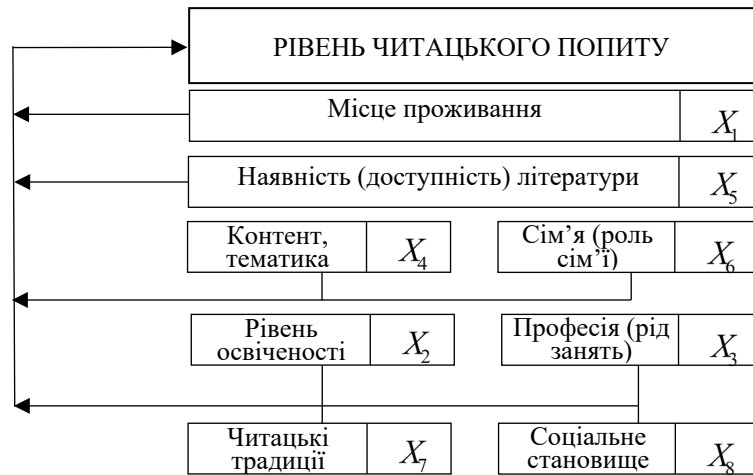 РІВЕНЬ ЧИТАЦЬКОГО ПОПИТУ
Місце проживання X₁
Наявність (доступність) літератури X₅
Контент, тематика X₄
Сім’я (роль сім’ї) X₆
Рівень освіченості X₂
Професія (рід занять) X₃
Читацькі традиції X₇
Соціальне становище X₈